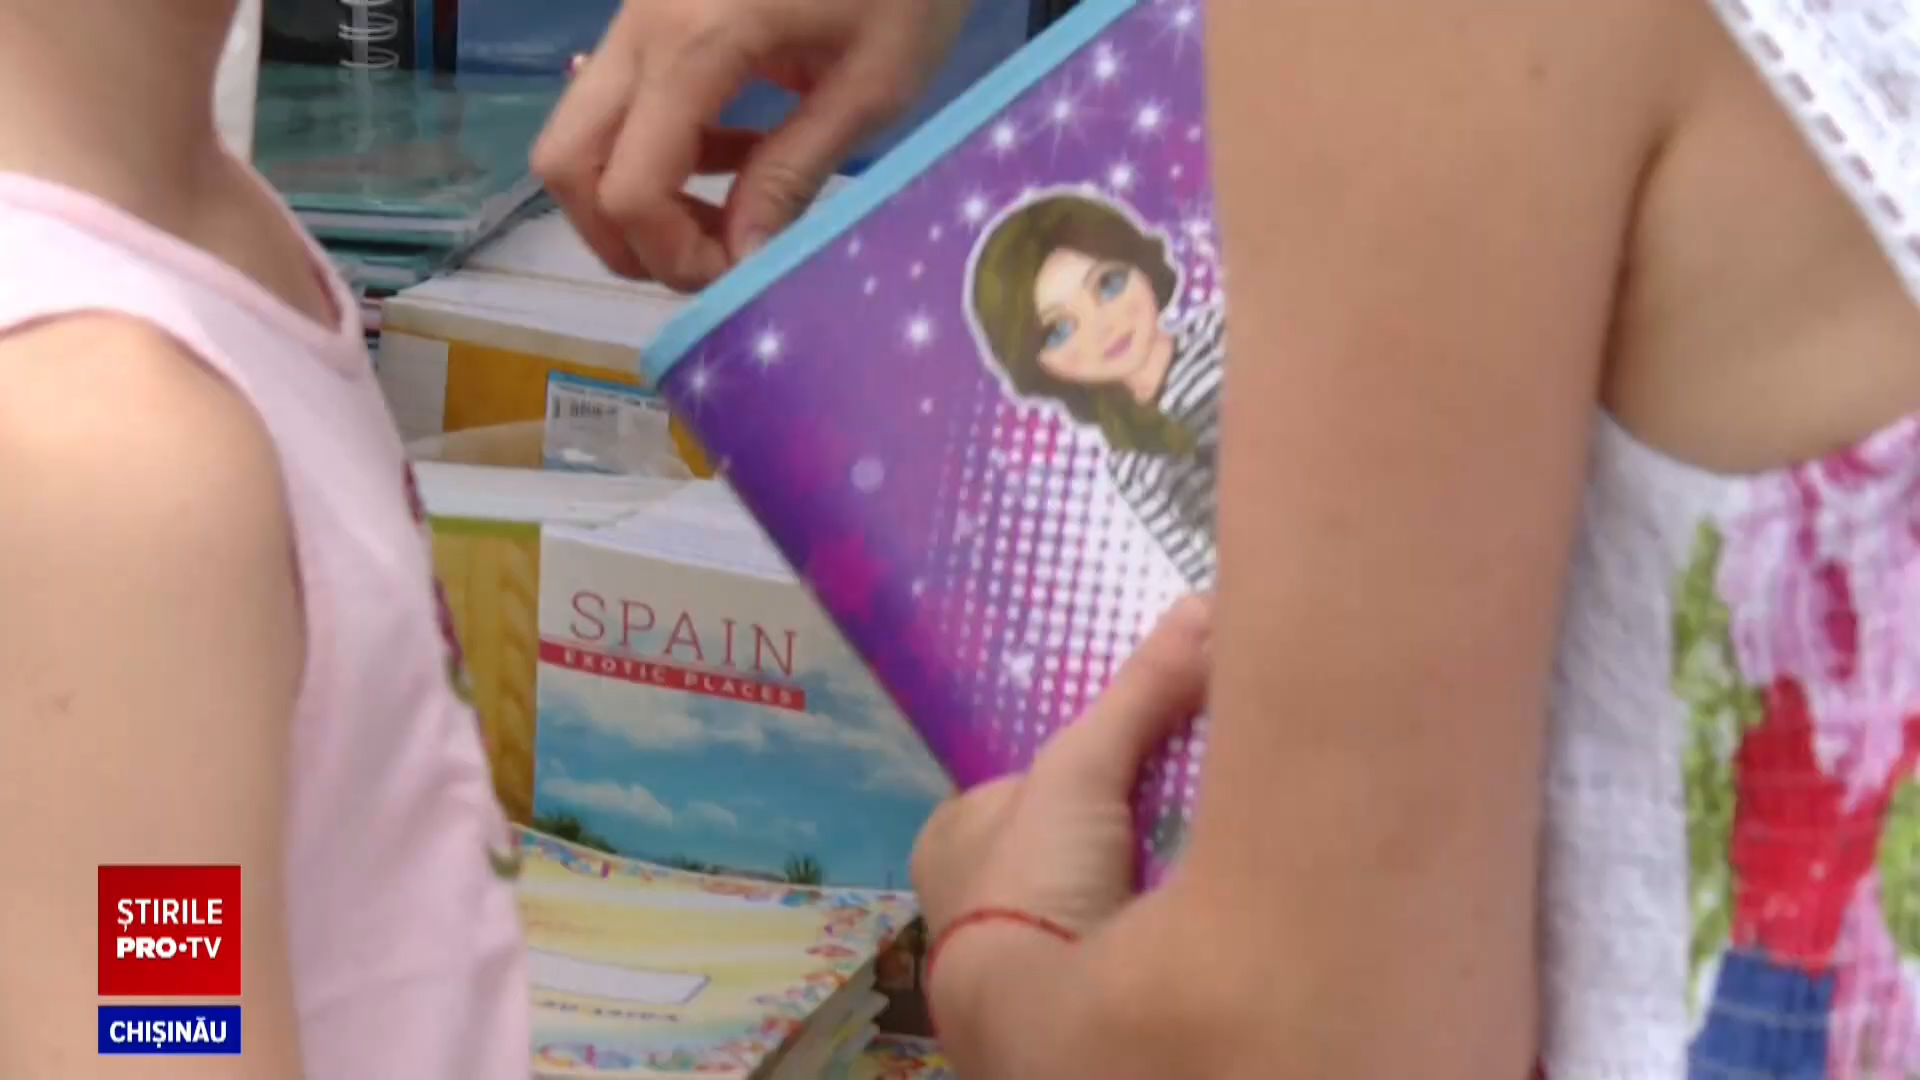 SPAIN
EXOTIC PLACES
ȘTIRILE
PRO•TV
CHIȘINĂU